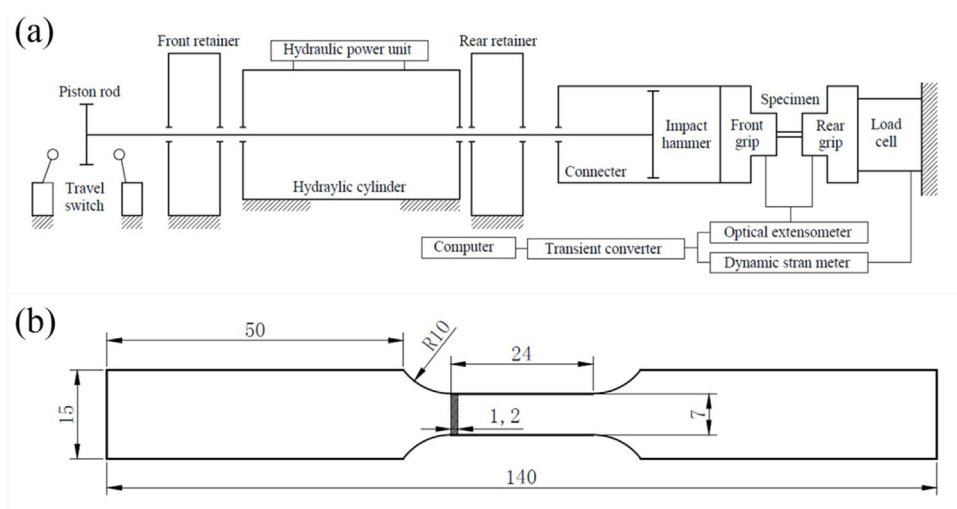 (a)
Front retainer
Hydraulic power unit
Rear retainer
Piston rod
Specimen
Impact
hammer
Front
grip
Rear
grip
Load
cell
Travel
switch
Hydraylic cylinder
Connecter
Optical extensometer
Computer
Transient converter
Dynamic stran meter
(b)
50
R10
24
15
1, 2
7
140